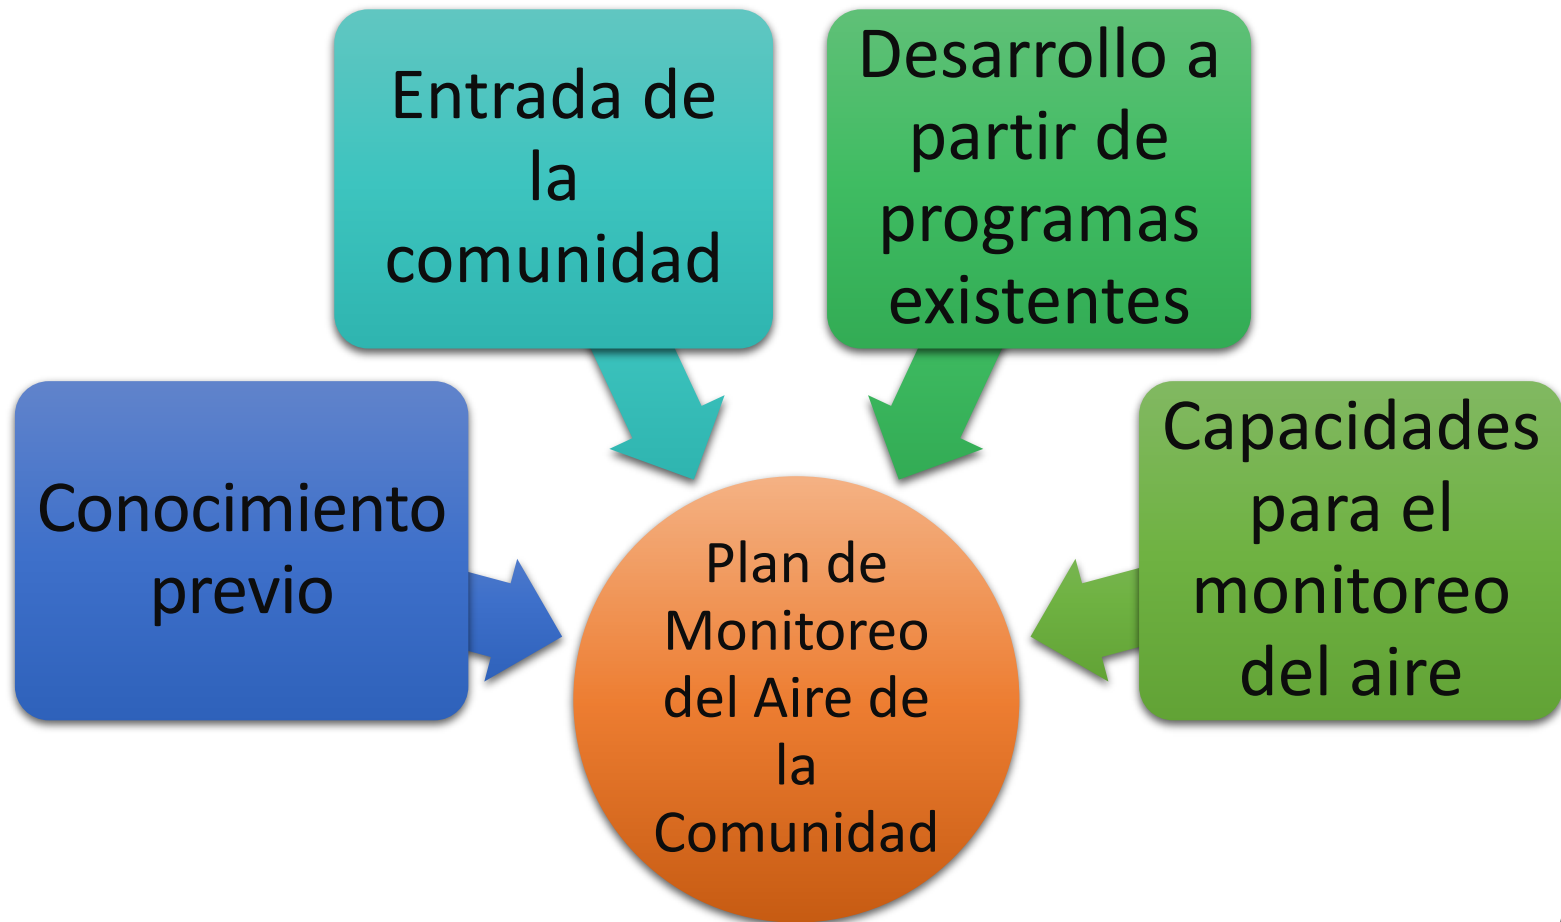 Entrada de
la
comunidad
Desarrollo a
partir de
programas
existentes
Conocimiento
previo
Capacidades
para el
monitoreo
del aire
Plan de
Monitoreo
del Aire de
la
Comunidad